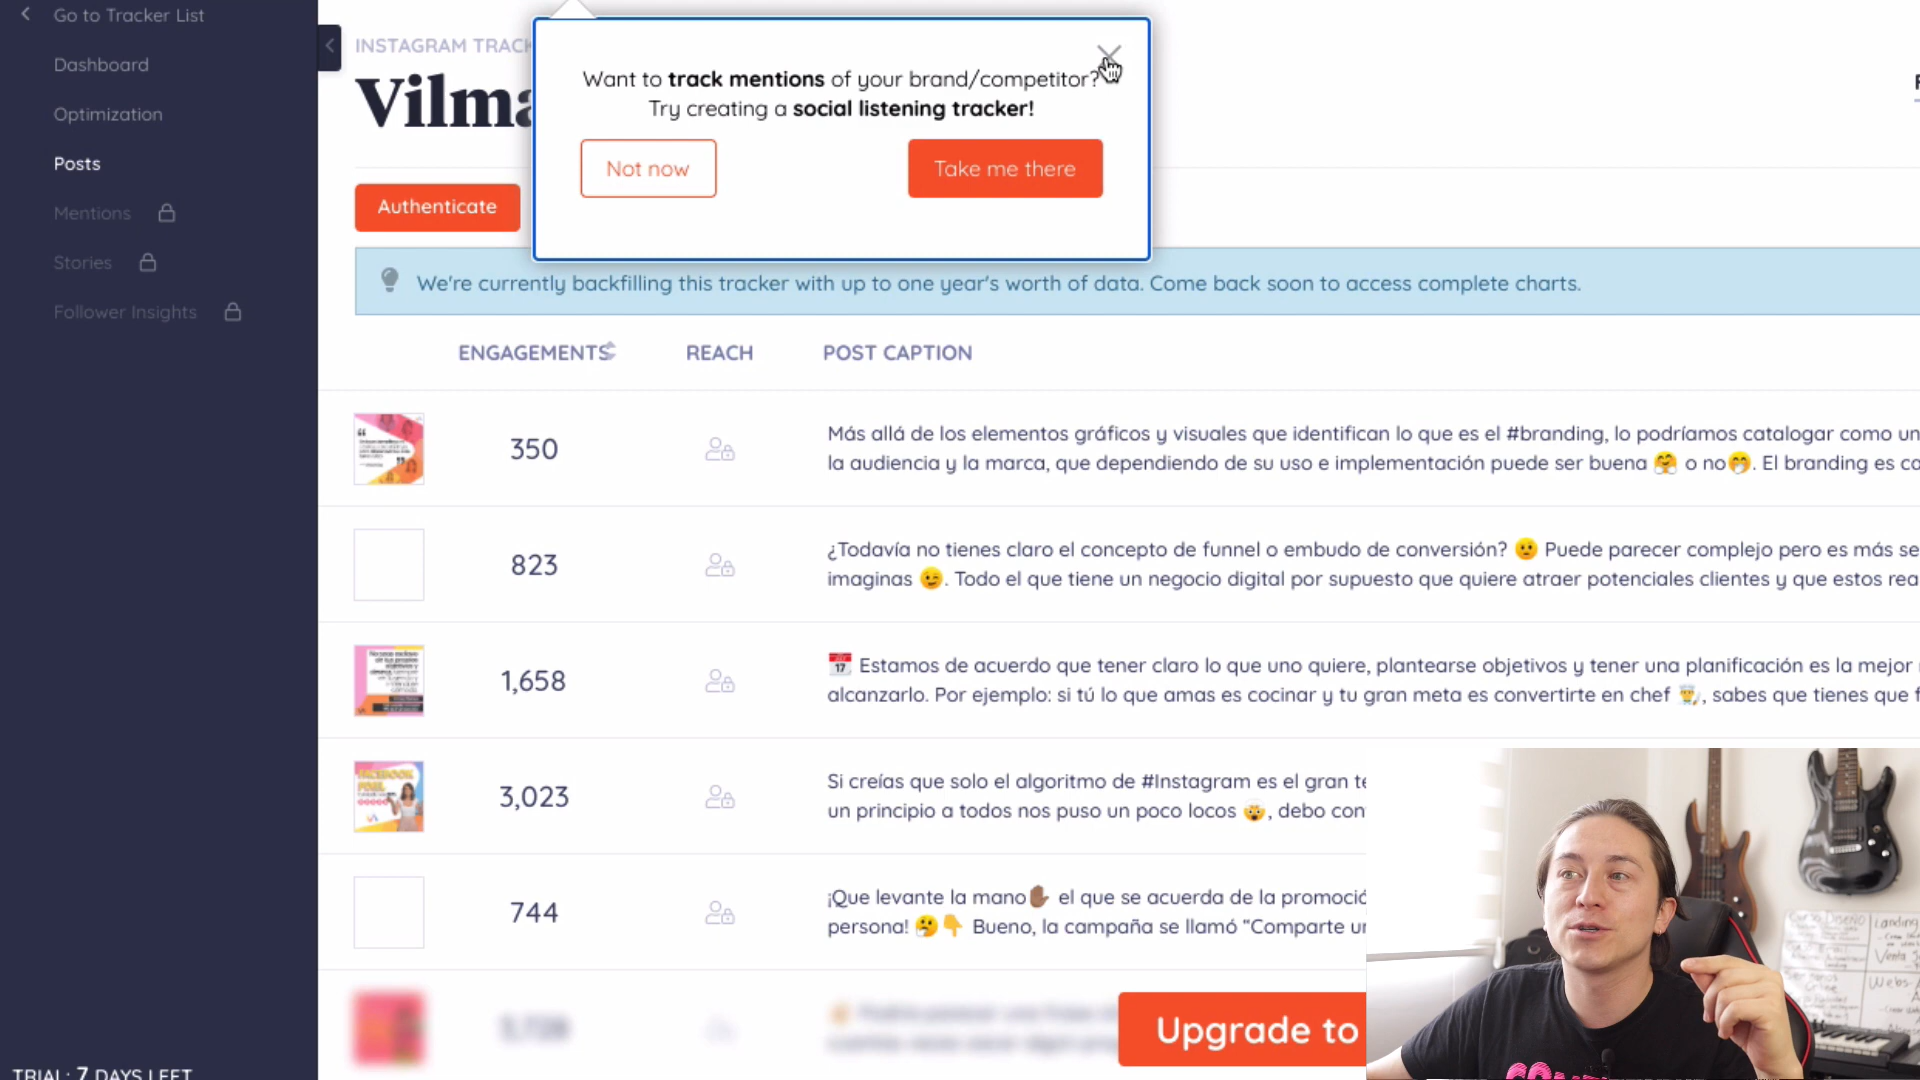 Go to Tracker List
Dashboard
Optimization
Posts
Mentions
Stories
Follower Insights
TRIAL: 7 DAYS LEFT
INSTAGRAM TRACK
Vilma
Authenticate
Want to track mentions of your brand/competitor?
Try creating a social listening tracker!
Not now
Take me there
We're currently backfilling this tracker with up to one year's worth of data. Come back soon to access complete charts.
ENGAGEMENTS REACH POST CAPTION
350
Más allá de los elementos gráficos y visuales que identifican lo que es el #branding, lo podríamos catalogar como un
la audiencia y la marca, que dependiendo de su uso e implementación puede ser buena 🤗 o no🤭. El branding es co
823
¿Todavía no tienes claro el concepto de funnel o embudo de conversión? 🫡 Puede parecer complejo pero es más se
imaginas 😉. Todo el que tiene un negocio digital por supuesto que quiere atraer potenciales clientes y que estos rea
1,658
📅 Estamos de acuerdo que tener claro lo que uno quiere, plantearse objetivos y tener una planificación es la mejor
alcanzarlo. Por ejemplo: si tú lo que amas es cocinar y tu gran meta es convertirte en chef 👨‍🍳, sabes que tienes que f
3,023
Si creías que solo el algoritmo de #Instagram es el gran te
un principio a todos nos puso un poco locos 🤯, debo con
744
¡Que levante la mano✋🏾 el que se acuerda de la promoció
persona! 🤔👇 Bueno, la campaña se llamó “Comparte un
Upgrade to
Landing
Webs